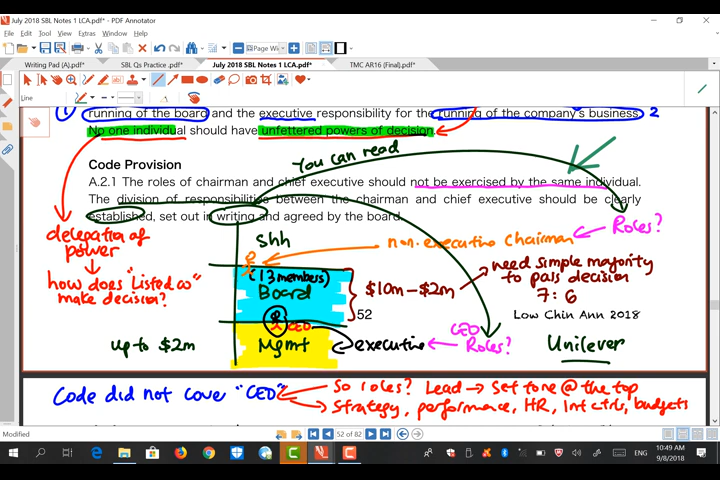 July 2018 SBL Notes 1 LCA.pdf* - PDF Annotator
File Edit Tools Extras Window Help
Page Wi
Writing Pad (A).pdf*
SBL Qs Practice .pdf*
July 2018 SBL Notes 1 LCA.pdf*
TMC AR16 (Final).pdf*
Line
1 running of the board and the executive responsibility for the running of the company's business 2
No one individual should have unfettered powers of decision.
Code Provision
You can read
A.2.1 The roles of chairman and chief executive should not be exercised by the same individual.
The division of responsibilities between the chairman and chief executive should be clearly
established, set out in writing and agreed by the board.
delegation of
power
how does "Listed co"
make decision?
Shh
non-executive Chairman
Roles?
(13 members)
Board
$10m-$2m
need simple majority
to pass decision
7:6
52
Low Chin Ann 2018
CEO
up to $2m
Mgmt
executive
CEO
Roles?
Unilever
Code did not cover "CEO"
So roles? Lead → Set tone @ the top
Strategy, performance, HR, Int ctrls, budgets
Modified
52 of 82
ENG
10:49 AM
9/8/2018